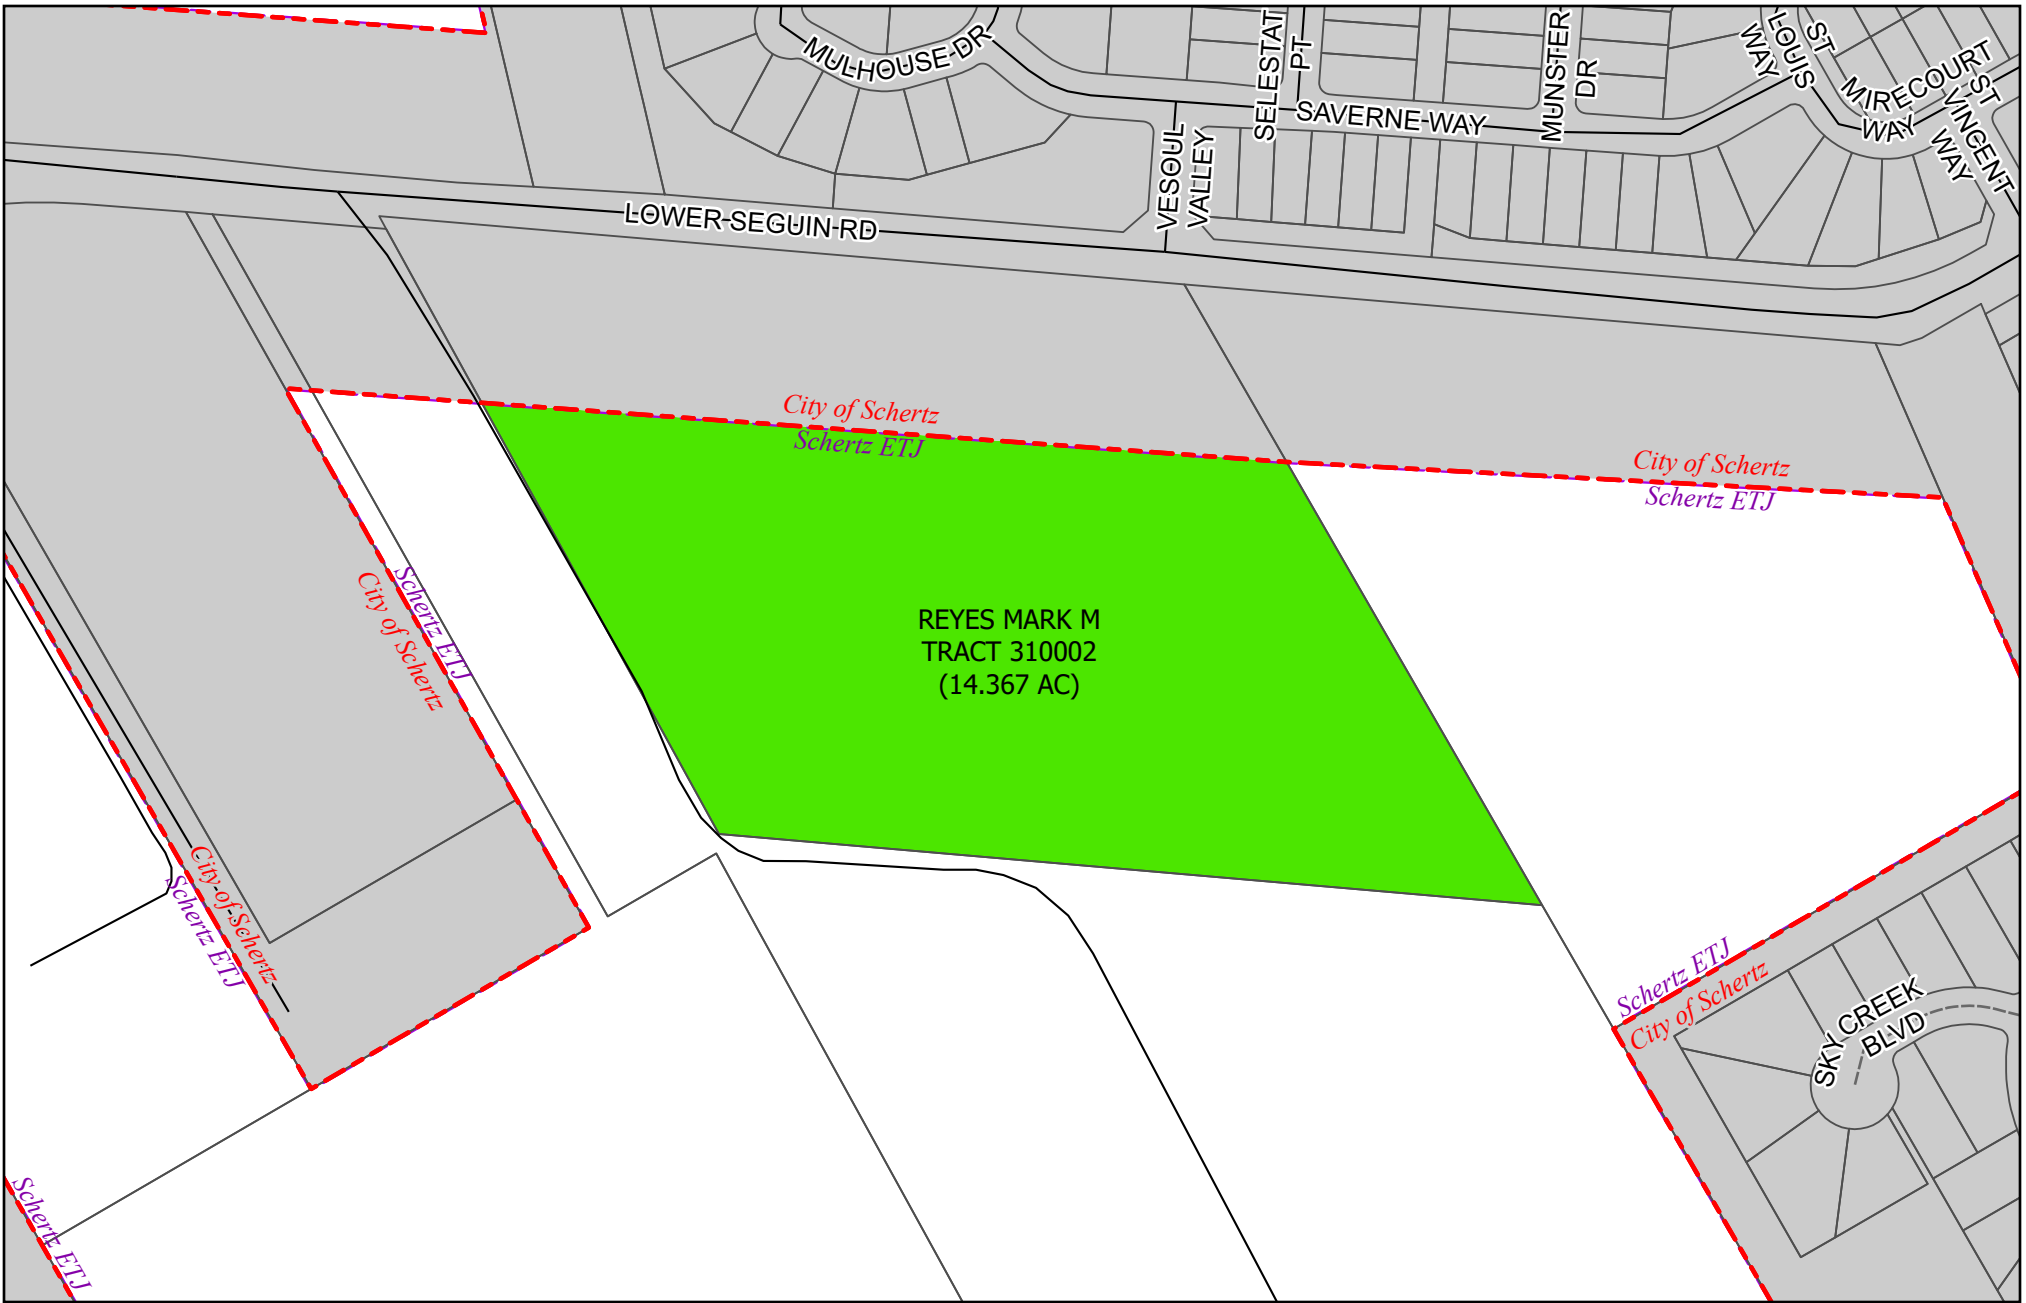 MULHOUSE DR
SELESTAT
PT
MUNSTER
DR
ST
LOUIS
WAY
MIRECOURT
WAY
ST
VINCENT
WAY
SAVERNE WAY
VESOUL
VALLEY
LOWER SEGUIN RD
City of Schertz
Schertz ETJ
City of Schertz
Schertz ETJ
Schertz ETJ
City of Schertz
REYES MARK M
TRACT 310002
(14.367 AC)
City of Schertz
Schertz ETJ
Schertz ETJ
City of Schertz
SKY CREEK
BLVD
Schertz ETJ